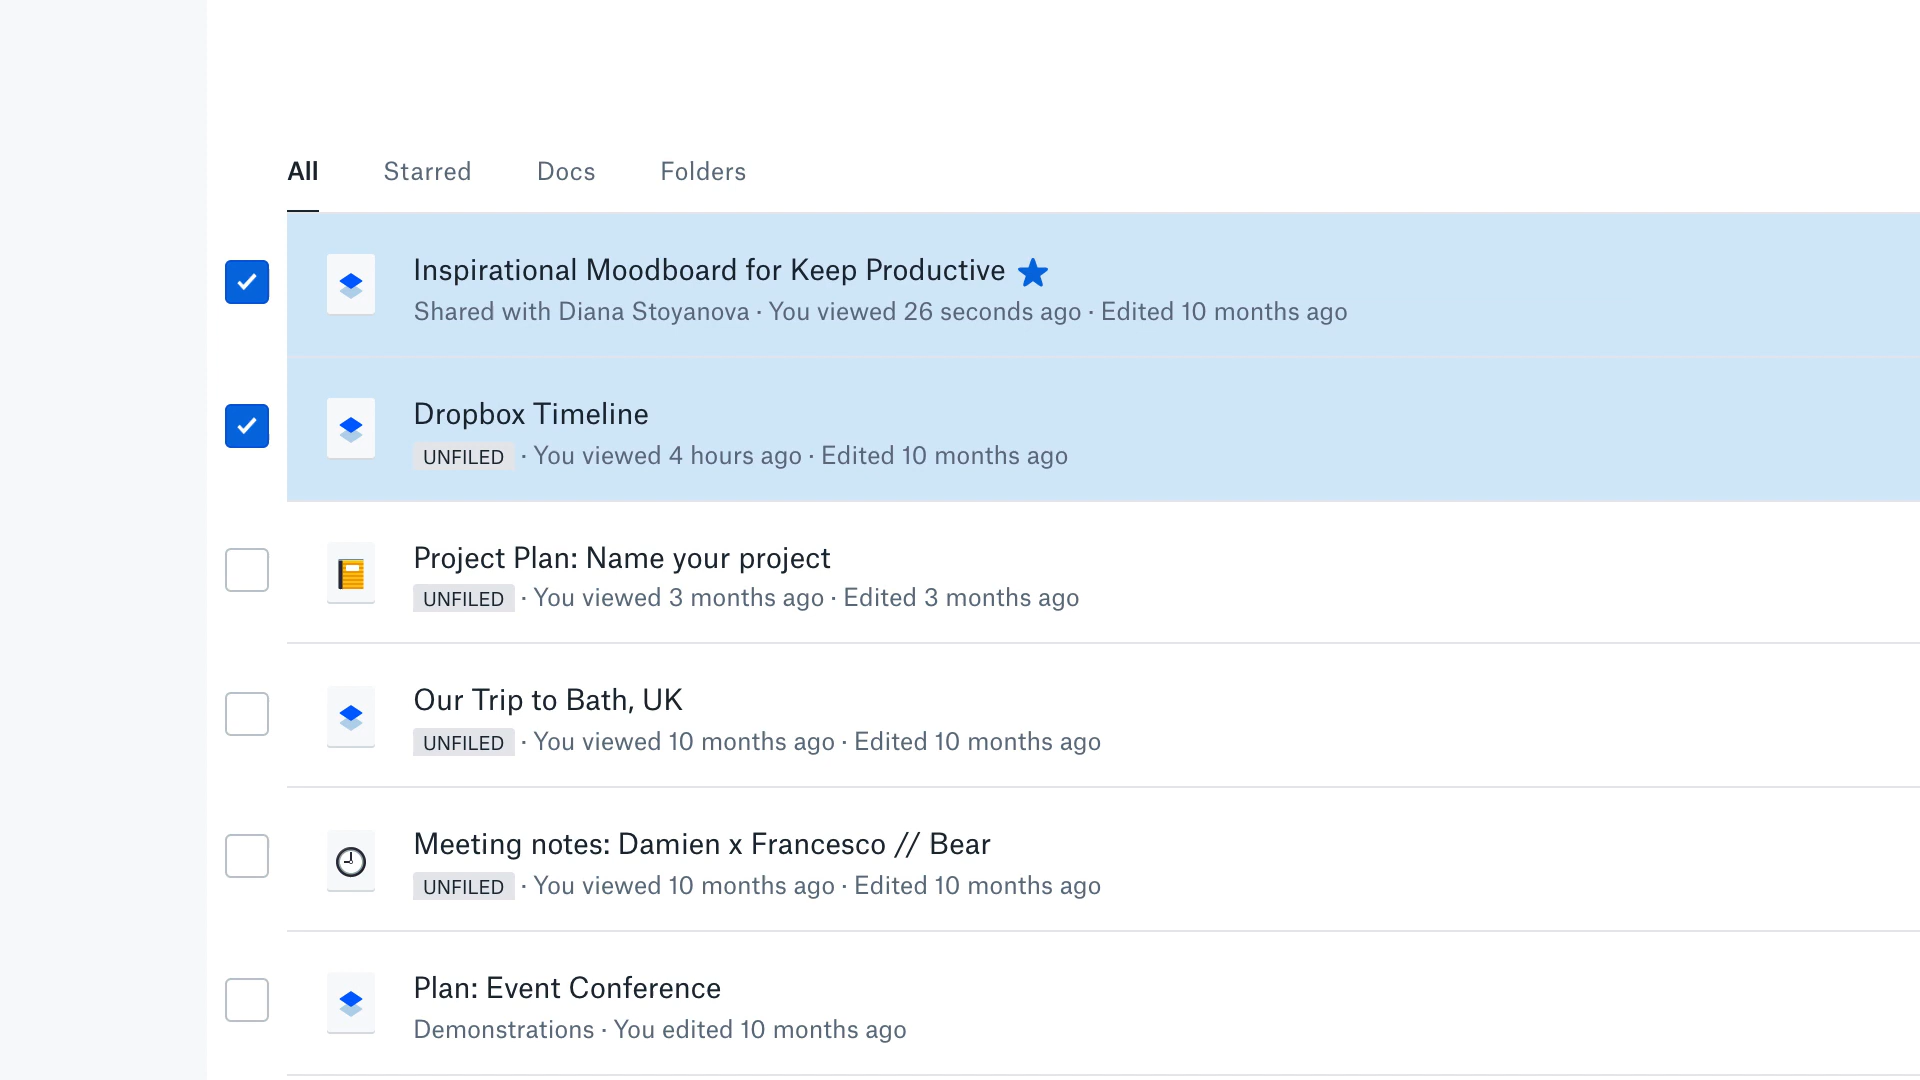 All Starred Docs Folders
Inspirational Moodboard for Keep Productive
Shared with Diana Stoyanova · You viewed 26 seconds ago · Edited 10 months ago
Dropbox Timeline
UNFILED · You viewed 4 hours ago · Edited 10 months ago
Project Plan: Name your project
UNFILED · You viewed 3 months ago · Edited 3 months ago
Our Trip to Bath, UK
UNFILED · You viewed 10 months ago · Edited 10 months ago
Meeting notes: Damien x Francesco // Bear
UNFILED · You viewed 10 months ago · Edited 10 months ago
Plan: Event Conference
Demonstrations · You edited 10 months ago